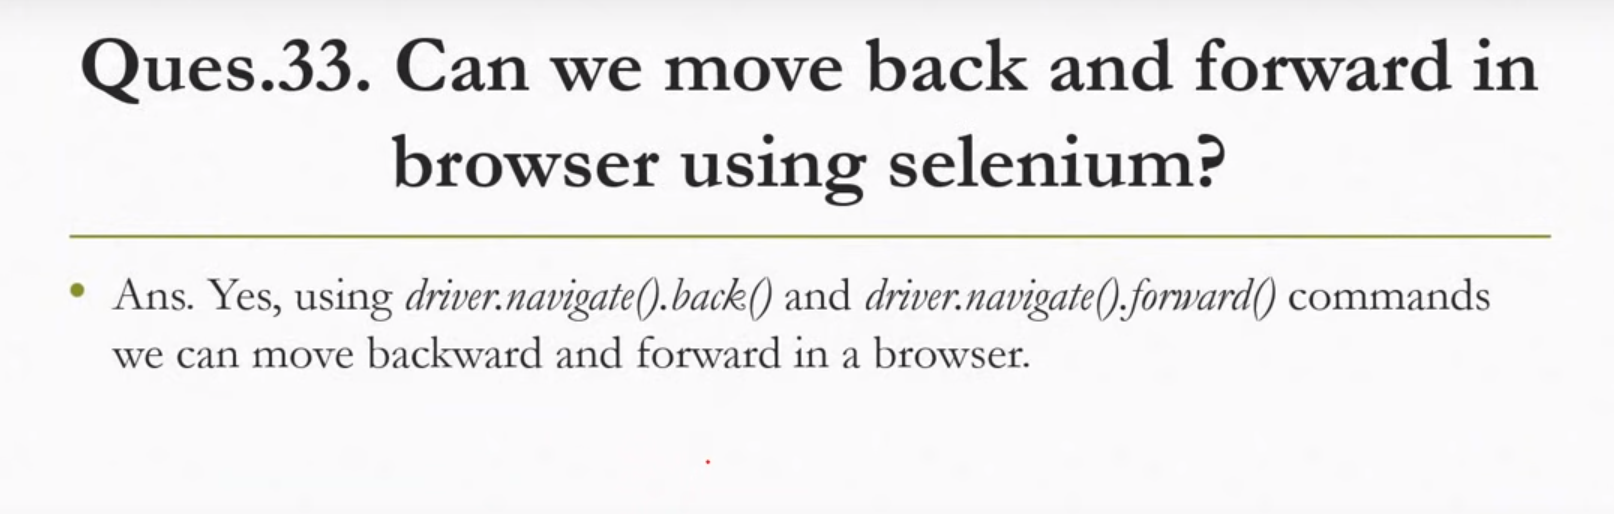 Ques.33. Can we move back and forward in
browser using selenium?
• Ans. Yes, using driver.navigate().back() and driver.navigate().forward() commands
we can move backward and forward in a browser.